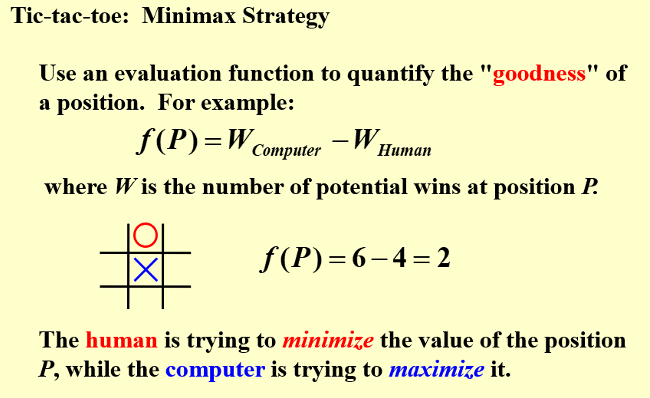 Tic-tac-toe: Minimax Strategy
Use an evaluation function to quantify the "goodness" of
a position. For example:
f(P) = W Computer − W Human
where W is the number of potential wins at position P.
f(P) = 6 − 4 = 2
The human is trying to minimize the value of the position
P, while the computer is trying to maximize it.